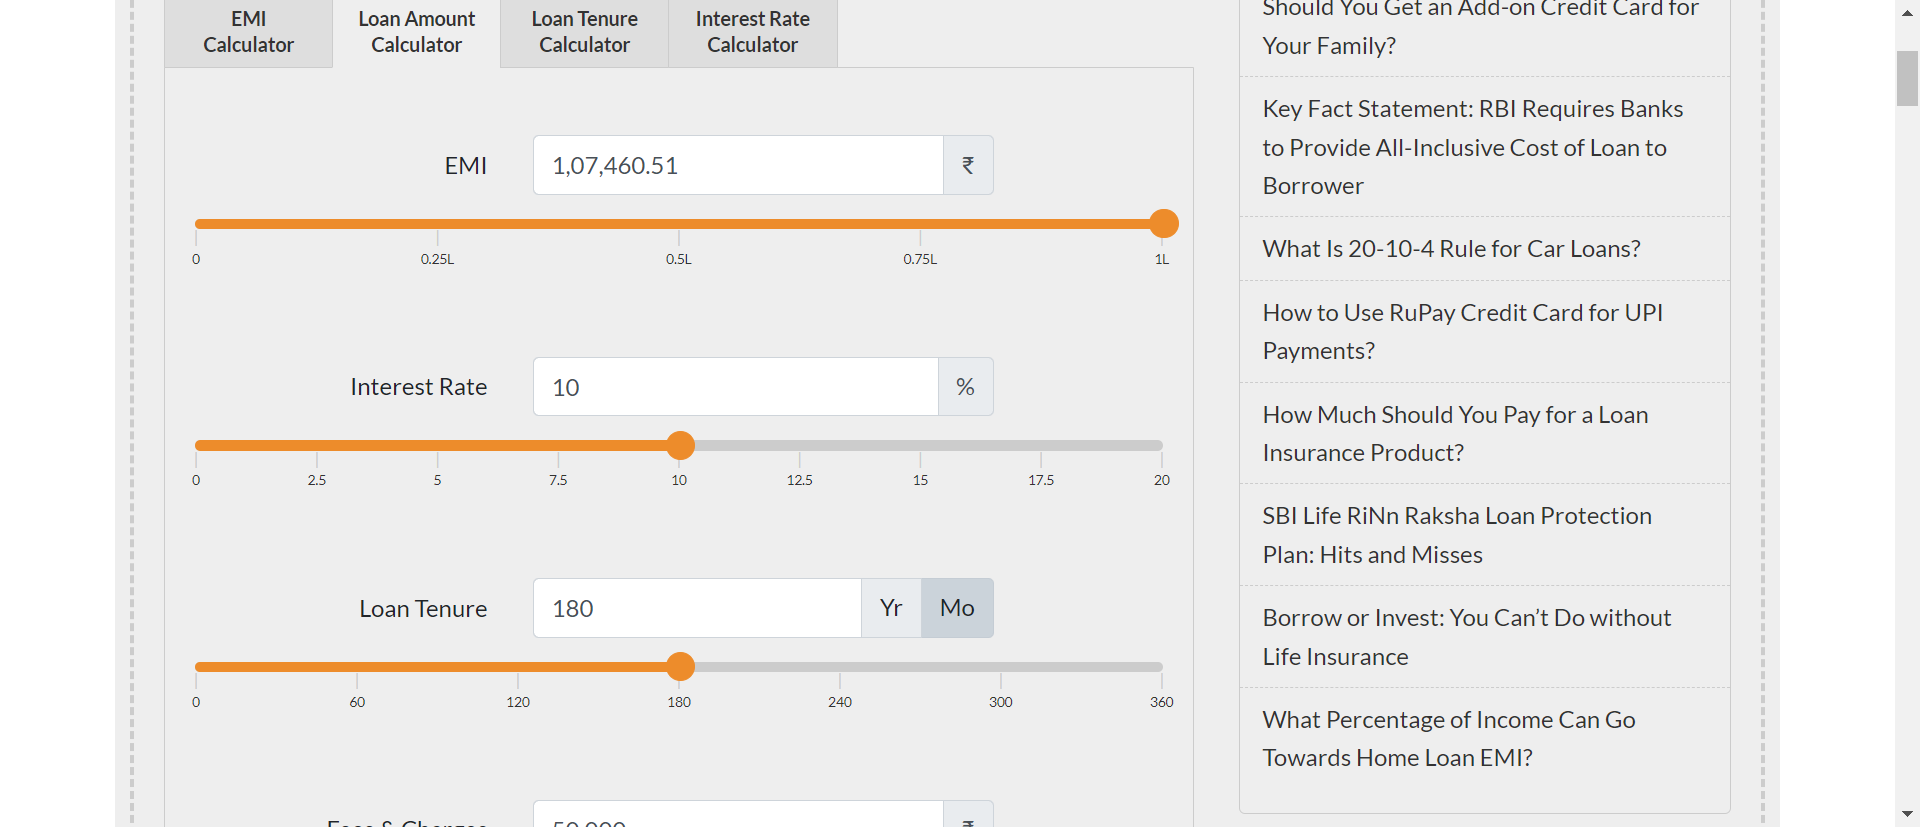 EMI
Calculator
Loan Amount
Calculator
Loan Tenure
Calculator
Interest Rate
Calculator
EMI
1,07,460.51
₹
0
0.25L
0.5L
0.75L
1L
Interest Rate
10
%
0
2.5
5
7.5
10
12.5
15
17.5
20
Loan Tenure
180
Yr
Mo
0
60
120
180
240
300
360
Fees & Charges
50,000
₹
Should You Get an Add-on Credit Card for
Your Family?
Key Fact Statement: RBI Requires Banks
to Provide All-Inclusive Cost of Loan to
Borrower
What Is 20-10-4 Rule for Car Loans?
How to Use RuPay Credit Card for UPI
Payments?
How Much Should You Pay for a Loan
Insurance Product?
SBI Life RiNn Raksha Loan Protection
Plan: Hits and Misses
Borrow or Invest: You Can’t Do without
Life Insurance
What Percentage of Income Can Go
Towards Home Loan EMI?